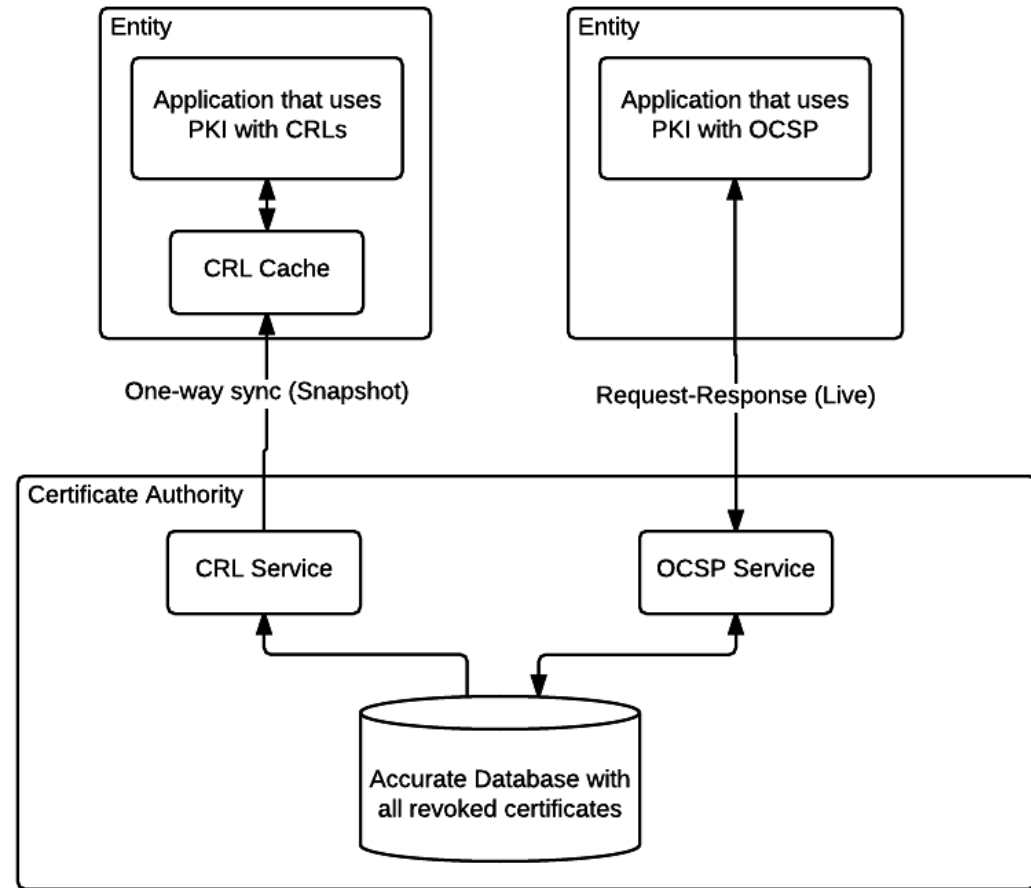 Entity
Application that uses
PKI with CRLs
CRL Cache
One-way sync (Snapshot)
Entity
Application that uses
PKI with OCSP
Request-Response (Live)
Certificate Authority
CRL Service
OCSP Service
Accurate Database with
all revoked certificates